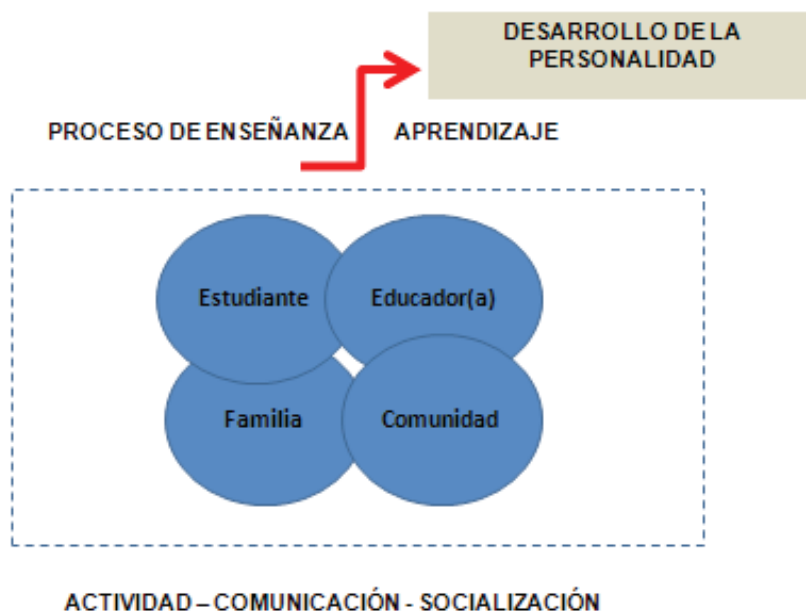 DESARROLLO DE LA
PERSONALIDAD
PROCESO DE ENSEÑANZA APRENDIZAJE
Estudiante Educador(a)
Familia Comunidad
ACTIVIDAD – COMUNICACIÓN - SOCIALIZACIÓN